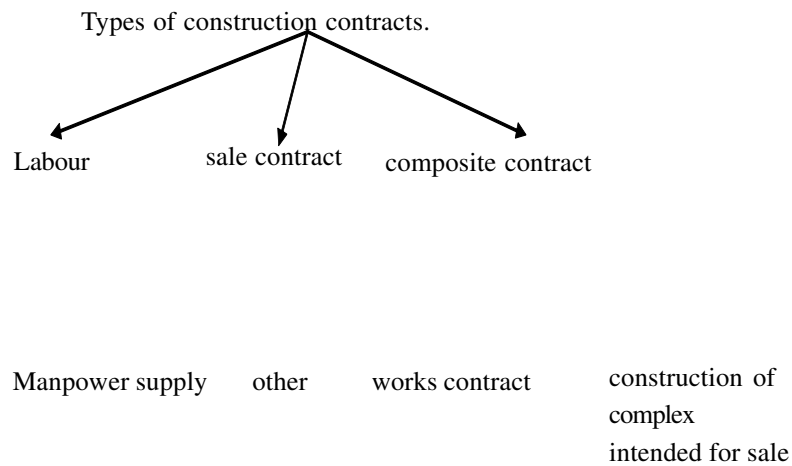 Types of construction contracts.
Labour
sale contract
composite contract
Manpower supply
other
works contract
construction of
complex
intended for sale